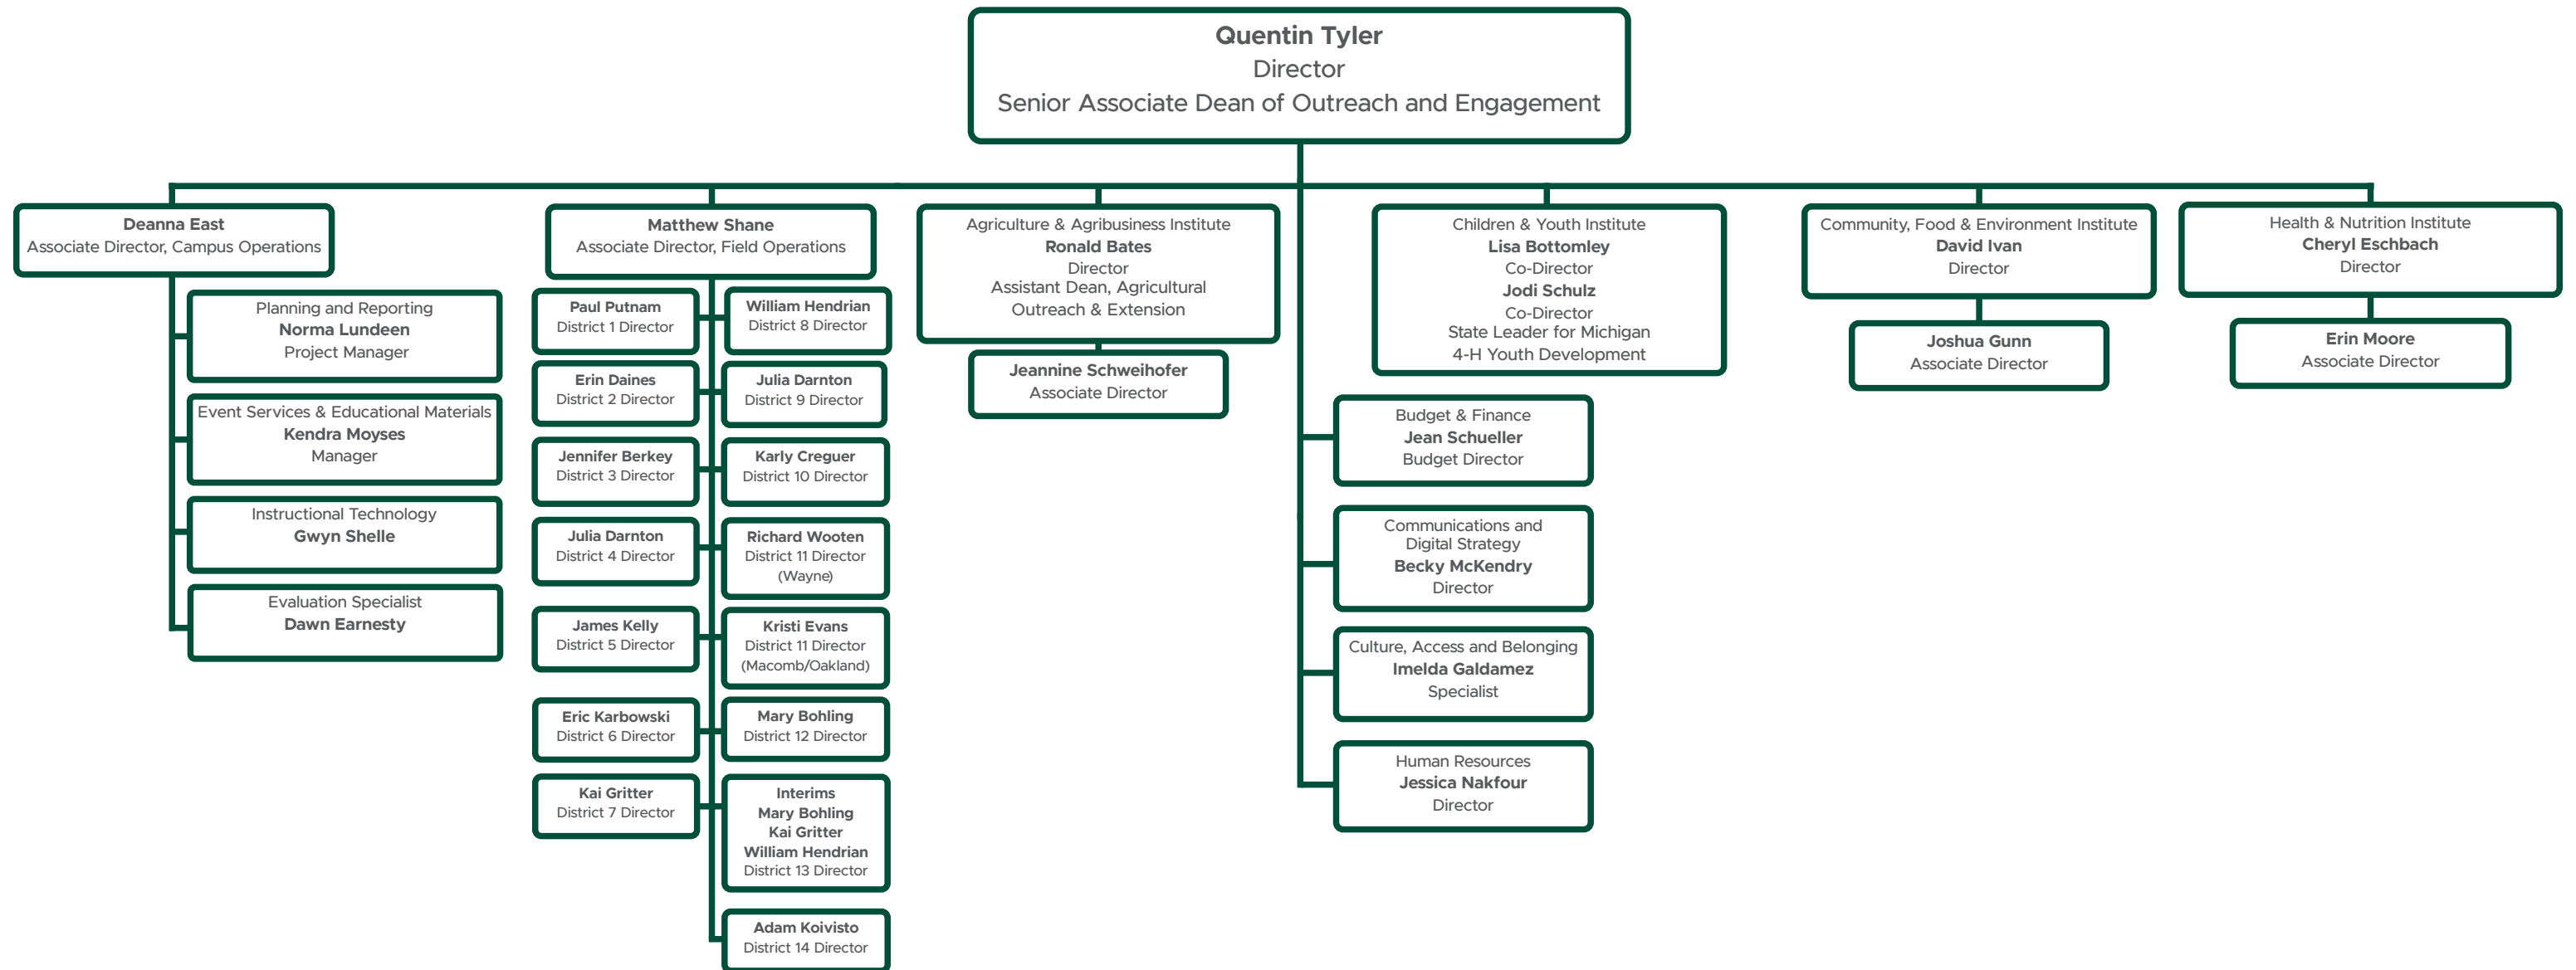 Quentin Tyler
Director
Senior Associate Dean of Outreach and Engagement
Deanna East
Associate Director, Campus Operations
Planning and Reporting
Norma Lundeen
Project Manager
Event Services & Educational Materials
Kendra Moyses
Manager
Instructional Technology
Gwyn Shelle
Evaluation Specialist
Dawn Earnesty
Matthew Shane
Associate Director, Field Operations
Paul Putnam
District 1 Director
William Hendrian
District 8 Director
Erin Daines
District 2 Director
Julia Darnton
District 9 Director
Jennifer Berkey
District 3 Director
Karly Creguer
District 10 Director
Julia Darnton
District 4 Director
Richard Wooten
District 11 Director
(Wayne)
James Kelly
District 5 Director
Kristi Evans
District 11 Director
(Macomb/Oakland)
Eric Karbowski
District 6 Director
Mary Bohling
District 12 Director
Kai Gritter
District 7 Director
Interims
Mary Bohling
Kai Gritter
William Hendrian
District 13 Director
Adam Koivisto
District 14 Director
Agriculture & Agribusiness Institute
Ronald Bates
Director
Assistant Dean, Agricultural
Outreach & Extension
Jeannine Schweihofer
Associate Director
Children & Youth Institute
Lisa Bottomley
Co-Director
Jodi Schulz
Co-Director
State Leader for Michigan
4-H Youth Development
Budget & Finance
Jean Schueller
Budget Director
Communications and
Digital Strategy
Becky McKendry
Director
Culture, Access and Belonging
Imelda Galdamez
Specialist
Human Resources
Jessica Nakfour
Director
Community, Food & Environment Institute
David Ivan
Director
Joshua Gunn
Associate Director
Health & Nutrition Institute
Cheryl Eschbach
Director
Erin Moore
Associate Director